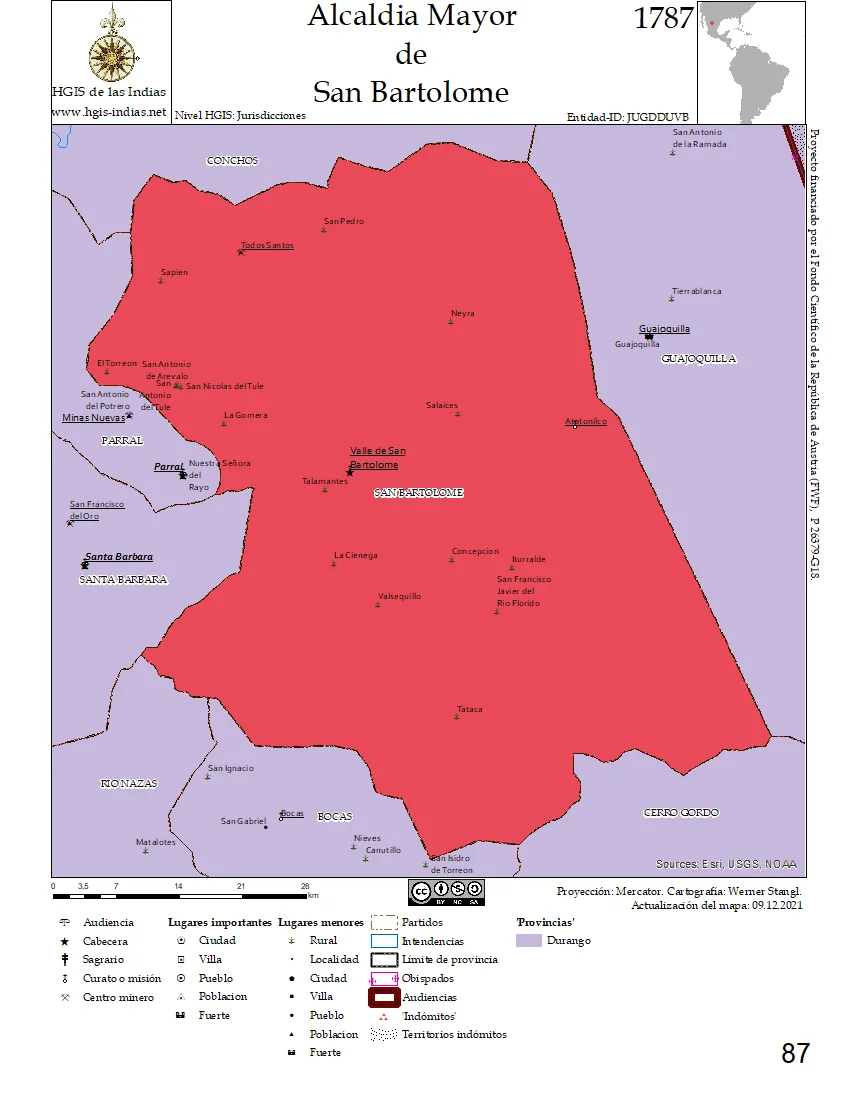 Alcaldia Mayor
de
San Bartolome
1787
HGIS de las Indias
www.hgis-indias.net
Nivel HGIS: Jurisdicciones
Entidad-ID: JUGDDUVB
San Antonio
de la Ramada
CONCHOS
San Pedro
Todos Santos
Sapien
Tierrablanca
Neyra
Guajoquilla
Guajoquilla
GUAJOQUILLA
El Torreon
San Antonio
de Arevalo
San
Antonio
del Tule
San Nicolas del Tule
San Antonio
del Potrero
Minas Nuevas
La Gomera
Salaices
Atotonilco
PARRAL
Valle de San
Bartolome
Parral
Nuestra Señora
del
Rayo
Talamantes
SAN BARTOLOME
San Francisco
del Oro
Santa Barbara
SANTA BARBARA
La Cienega
Concepcion
Iturralde
San Francisco
Javier del
Rio Florido
Valsequillo
Tataca
San Ignacio
RIO NAZAS
San Gabriel
Bocas
BOCAS
CERRO GORDO
Matalotes
Nieves
Canutillo
San Isidro
de Torreon
Sources: Esri, USGS, NOAA
Proyecto financiado por el Fondo Científico de la República de Austria (FWF), P 26379-G18.
0 3,5 7 14 21 28
km
cc BY NC SA
Proyección: Mercator. Cartografía: Werner Stangl.
Actualización del mapa: 09.12.2021
Audiencia
Cabecera
Sagrario
Curato o misión
Centro minero
Lugares importantes
Ciudad
Villa
Pueblo
Poblacion
Fuerte
Lugares menores
Rural
Localidad
Ciudad
Villa
Pueblo
Poblacion
Fuerte
Partidos
Intendencias
Límite de provincia
Obispados
Audiencias
'Indómitos'
Territorios indómitos
'Provincias'
Durango
87